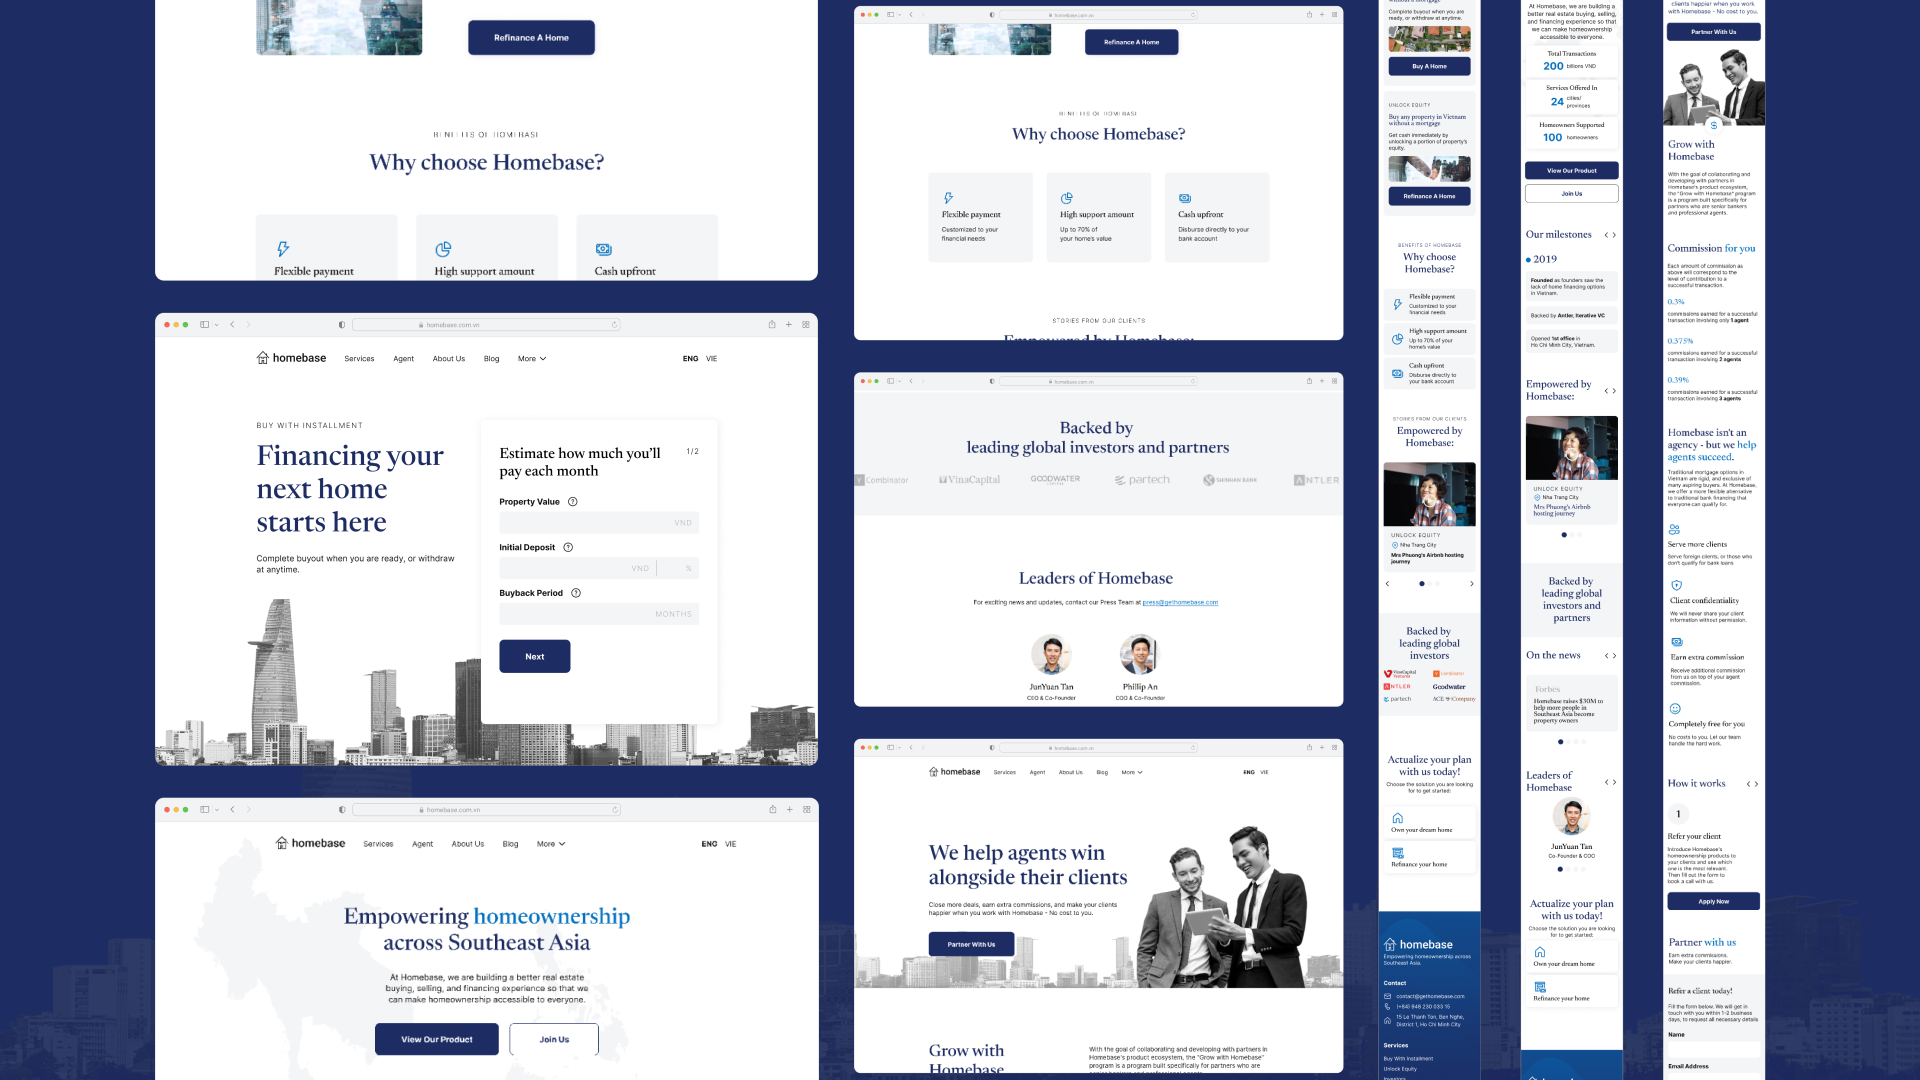 Refinance A Home
BENEFITS OF HOMEBASE
Why choose Homebase?
Flexible payment
High support amount
Cash upfront
homebase.com.vn
homebase
Services
Agent
About Us
Blog
More
ENG
VIE
BUY WITH INSTALLMENT
Financing your
next home
starts here
Complete buyout when you are ready, or withdraw
at anytime.
Estimate how much you'll
pay each month
1/2
Property Value
VND
Initial Deposit
VND
%
Buyback Period
MONTHS
Next
homebase.com.vn
homebase
Services
Agent
About Us
Blog
More
ENG
VIE
Empowering homeownership
across Southeast Asia
At Homebase, we are building a better real estate
buying, selling, and financing experience so that we
can make homeownership accessible to everyone.
View Our Product
Join Us
homebase.com.vn
Refinance A Home
BENEFITS OF HOMEBASE
Why choose Homebase?
Flexible payment
Customized to your
financial needs
High support amount
Up to 70% of
your home's value
Cash upfront
Disburse directly to your
bank account
STORIES FROM OUR CLIENTS
Empowered by Homebase:
homebase.com.vn
Backed by
leading global investors and partners
Y Combinator
VinaCapital
GOODWATER
CAPITAL
partech
SHINHAN BANK
ANTLER
Leaders of Homebase
For exciting news and updates, contact our Press Team at press@gethomebase.com
JunYuan Tan
CEO & Co-Founder
Phillip An
COO & Co-Founder
homebase.com.vn
homebase
Services
Agent
About Us
Blog
More
ENG
VIE
We help agents win
alongside their clients
Close more deals, earn extra commissions, and make your clients
happier when you work with Homebase - No cost to you.
Partner With Us
Grow with
Homebase
With the goal of collaborating and developing with partners in
Homebase's product ecosystem, the "Grow with Homebase"
program is a program built specifically for partners who are
senior bankers and professional agents.
without a mortgage
Complete buyout when you are
ready, or withdraw at anytime.
Buy A Home
UNLOCK EQUITY
Buy any property in Vietnam
without a mortgage
Get cash immediately by
unlocking a portion of property's
equity.
Refinance A Home
BENEFITS OF HOMEBASE
Why choose
Homebase?
Flexible payment
Customized to your
financial needs
High support amount
Up to 70% of your
home's value
Cash upfront
Disburse directly to
your bank account
STORIES FROM OUR CLIENTS
Empowered by
Homebase:
UNLOCK EQUITY
Nha Trang City
Mrs Phuong's Airbnb hosting
journey
Backed by
leading global
investors
VinaCapital
Ventures
Y Combinator
ANTLER
Goodwater
partech
ACE & Company
Actualize your plan
with us today!
Choose the solution you are looking
for to get started:
Own your dream home
Refinance your home
homebase
Empowering homeownership across
Southeast Asia.
Contact
contact@gethomebase.com
(+84) 948 230 033 15
15 Le Thanh Ton, Ben Nghe,
District 1, Ho Chi Minh City
Services
Buy With Installment
Unlock Equity
Investors
At Homebase, we are building a
better real estate buying, selling,
and financing experience so that
we can make homeownership
accessible to everyone.
Total Transactions
200 billions VND
Services Offered In
24 cities/
provinces
Homeowners Supported
100 homeowners
View Our Product
Join Us
Our milestones
2019
Founded as founders saw the
lack of home financing options
in Vietnam.
Backed by Antler, Iterative VC
Opened 1st office in
Ho Chi Minh City, Vietnam.
Empowered by
Homebase:
UNLOCK EQUITY
Nha Trang City
Mrs Phuong's Airbnb
hosting journey
Backed by
leading global
investors and
partners
On the news
Forbes
Homebase raises $30M to
help more people in
Southeast Asia become
property owners
Leaders of
Homebase
JunYuan Tan
Co-Founder & COO
Actualize your plan
with us today!
Choose the solution you are looking
for to get started:
Own your dream home
Refinance your home
clients happier when you work
with Homebase - No cost to you.
Partner With Us
Grow with
Homebase
With the goal of collaborating and
developing with partners in
Homebase's product ecosystem,
the "Grow with Homebase" program
is a program built specifically for
partners who are senior bankers
and professional agents.
Commission for you
Each amount of commission as
above will correspond to the
level of contribution to a
successful transaction.
0.3%
commissions earned for a successful
transaction involving only 1 agent
0.375%
commissions earned for a successful
transaction involving 2 agents
0.39%
commissions earned for a successful
transaction involving 3 agents
Homebase isn't an
agency - but we help
agents succeed.
Traditional mortgage options in
Vietnam are rigid, and exclusive of
many aspiring buyers. At Homebase,
we offer a more flexible alternative
to traditional bank financing that
everyone can qualify for.
Serve more clients
Serve foreign clients, or those who
don't qualify for bank loans
Client confidentiality
We will never share your client
information without permission.
Earn extra commission
Receive additional commission
from us on top of your agent
commission.
Completely free for you
No costs to you. Let our team
handle the hard work.
How it works
1
Refer your client
Introduce Homebase's
homeownership products to
your clients and see which
one is the most relevant.
Then fill out the form to
book a call with us.
Apply Now
Partner with us
Earn extra commissions.
Make your clients happier.
Refer a client today!
Fill the form below. We will get in
touch with you within 1-2 business
days, to request all necessary details
Name
Email Address